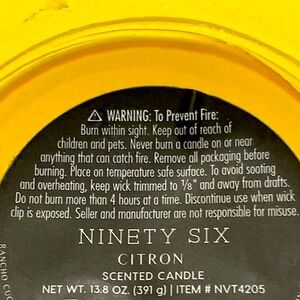 ⚠ WARNING: To Prevent Fire:
Burn within sight. Keep out of reach of
children and pets. Never burn a candle on or near
anything that can catch fire. Remove all packaging before
burning. Place on temperature safe surface. To avoid sooting
and overheating, keep wick trimmed to 1/8" and away from drafts.
Do not burn more than 4 hours at a time. Discontinue use when wick
clip is exposed. Seller and manufacturer are not responsible for misuse.
NINETY SIX
CITRON
SCENTED CANDLE
NET WT. 13.8 OZ. (391 g) | ITEM # NVT4205
RANCHO CUC